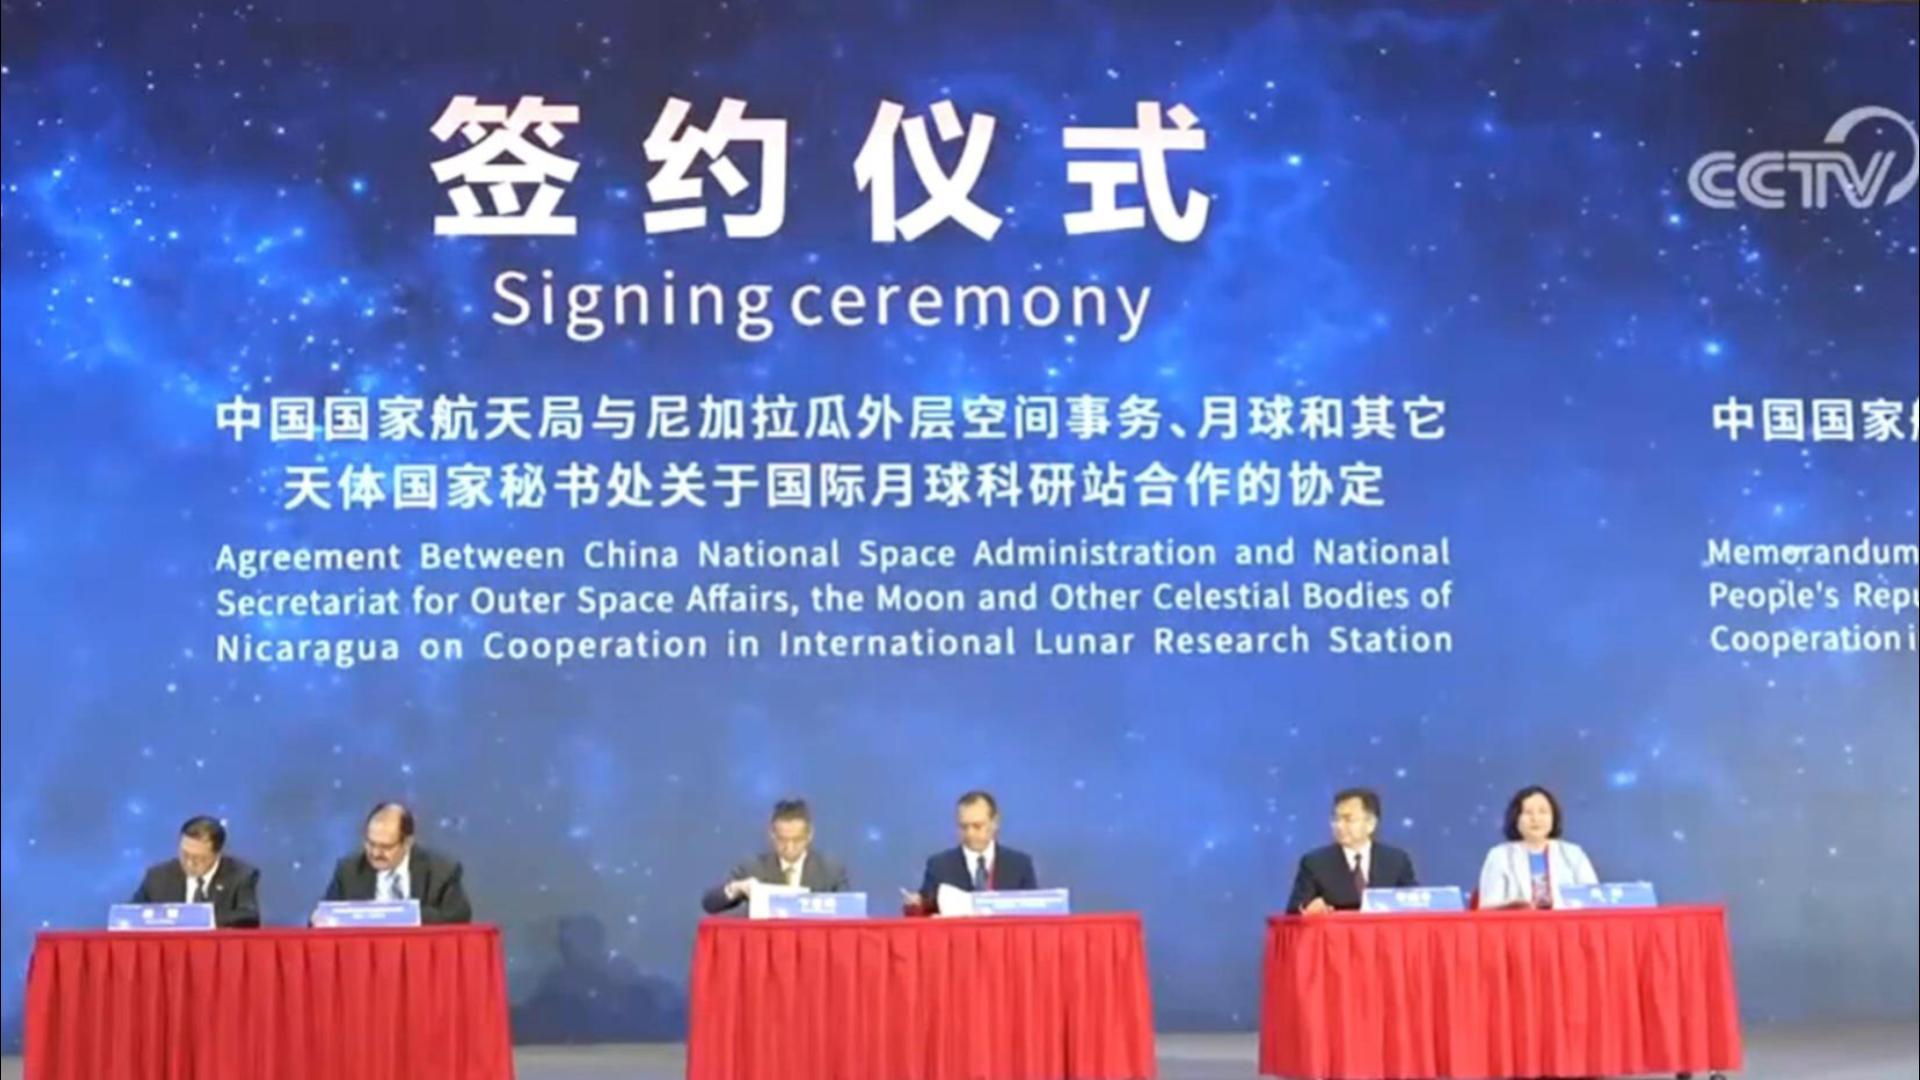 签约仪式
CCTV
Signing ceremony
中国国家航天局与尼加拉瓜外层空间事务、月球和其它
天体国家秘书处关于国际月球科研站合作的协定
Agreement Between China National Space Administration and National
Secretariat for Outer Space Affairs, the Moon and Other Celestial Bodies of
Nicaragua on Cooperation in International Lunar Research Station
中国国家
Memorandum
People's
Cooperation i